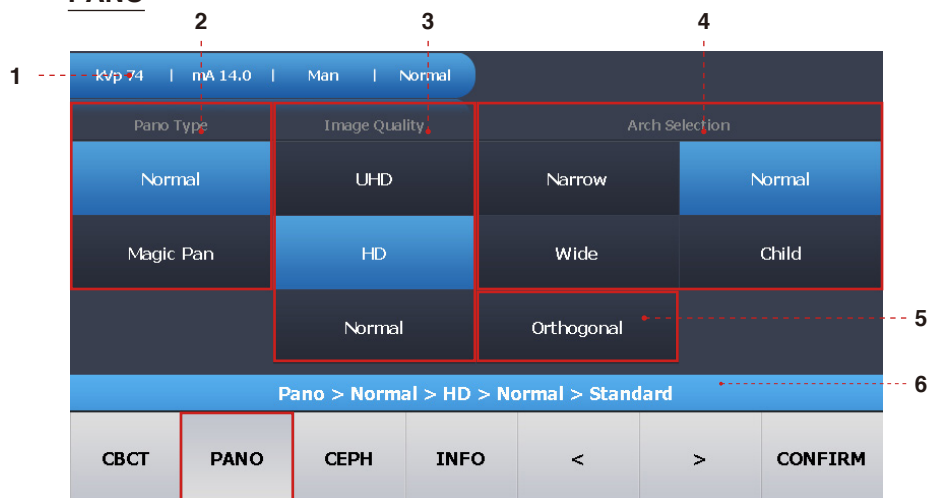 PANO
2 3 4
1
kVp 74 | mA 14.0 | Man | Normal
Pano Type Image Quality Arch Selection
Normal UHD Narrow Normal
Magic Pan HD Wide Child
Normal Orthogonal
5
Pano > Normal > HD > Normal > Standard
6
CBCT PANO CEPH INFO < > CONFIRM